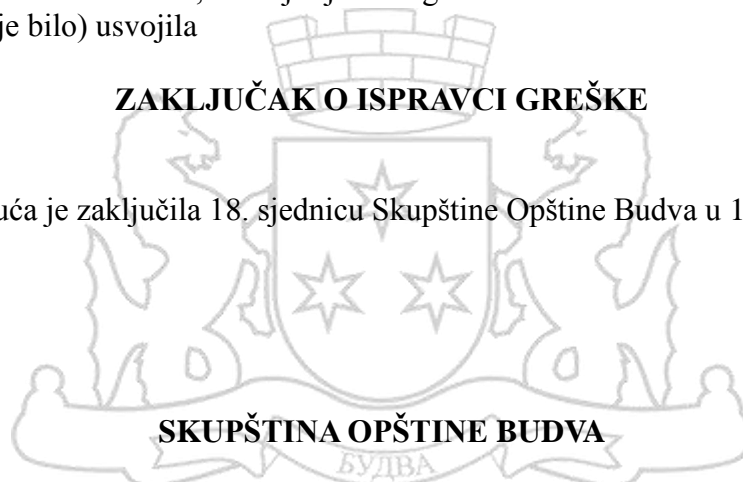 je bilo) usvojila
ZAKLJUČAK O ISPRAVCI GREŠKE
uća je zaključila 18. sjednicu Skupštine Opštine Budva u 1
SKUPŠTINA OPŠTINE BUDVA
БУДВА